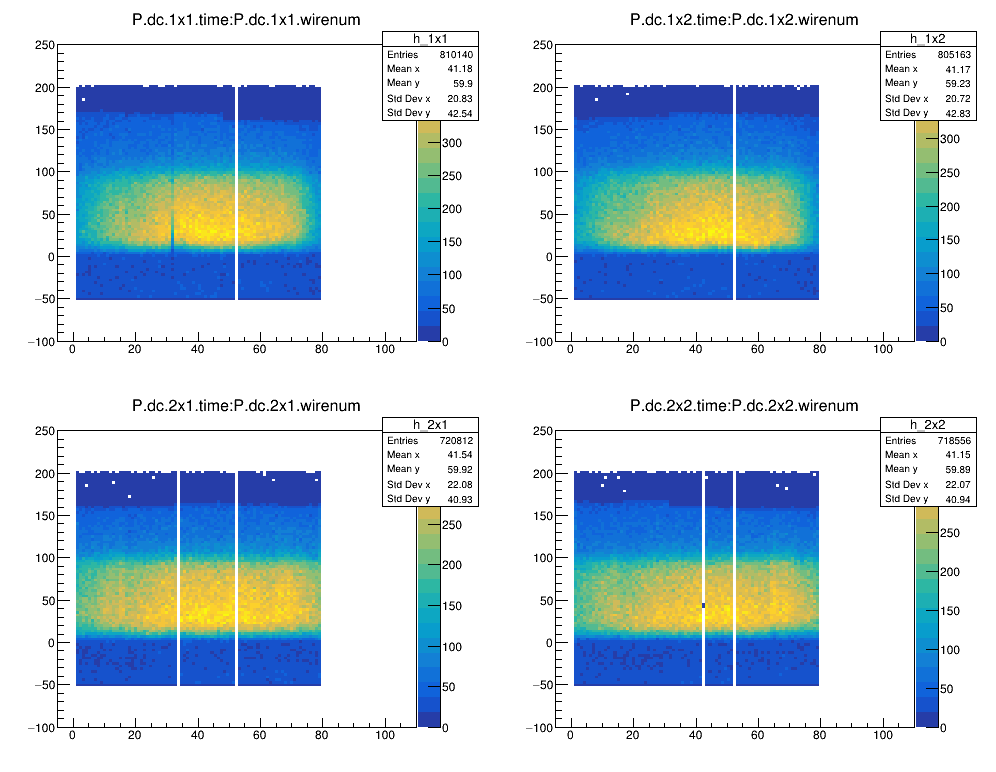 P.dc.1x1.time:P.dc.1x1.wirenum
h_1x1
Entries 810140
Mean x 41.18
Mean y 59.9
Std Dev x 20.83
Std Dev y 42.54
250
200
150
100
50
0
−50
−100
0 20 40 60 80 100
300
250
200
150
100
50
0
P.dc.1x2.time:P.dc.1x2.wirenum
h_1x2
Entries 805163
Mean x 41.17
Mean y 59.23
Std Dev x 20.72
Std Dev y 42.83
250
200
150
100
50
0
−50
−100
0 20 40 60 80 100
300
250
200
150
100
50
0
P.dc.2x1.time:P.dc.2x1.wirenum
h_2x1
Entries 720812
Mean x 41.54
Mean y 59.92
Std Dev x 22.08
Std Dev y 40.93
250
200
150
100
50
0
−50
−100
0 20 40 60 80 100
250
200
150
100
50
0
P.dc.2x2.time:P.dc.2x2.wirenum
h_2x2
Entries 718556
Mean x 41.15
Mean y 59.89
Std Dev x 22.07
Std Dev y 40.94
250
200
150
100
50
0
−50
−100
0 20 40 60 80 100
250
200
150
100
50
0